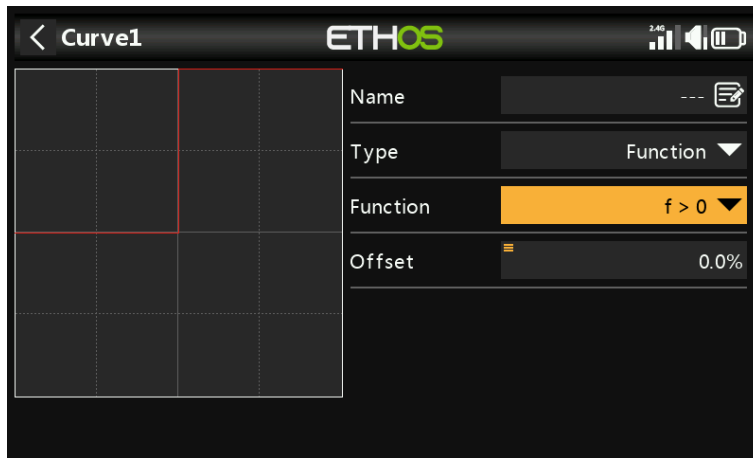 Curve1
ETHOS
2.4G
Name
---
Type
Function
Function
f > 0
Offset
0.0%